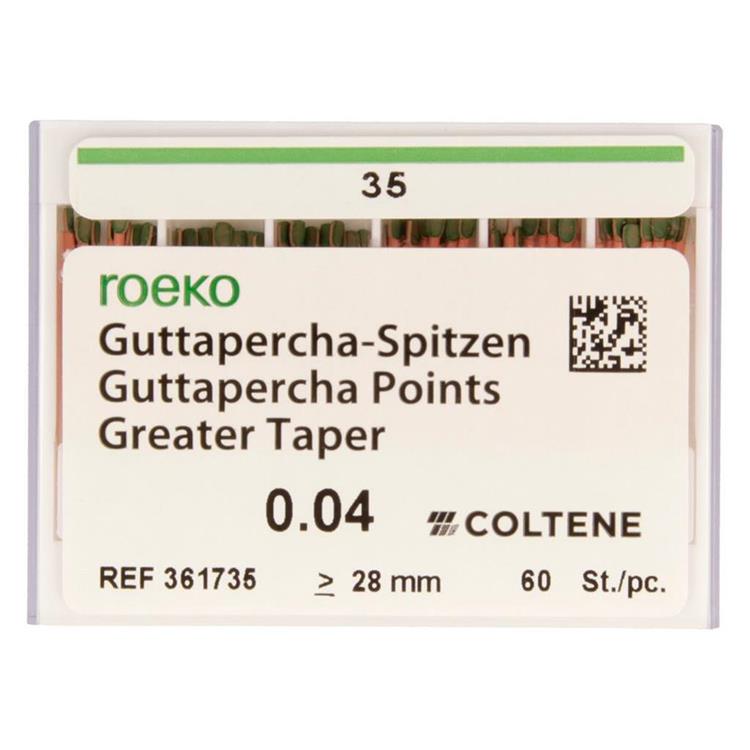 35
roeko
Guttapercha-Spitzen
Guttapercha Points
Greater Taper
0.04 COLTENE
REF 361735 ≥ 28 mm 60 St./pc.